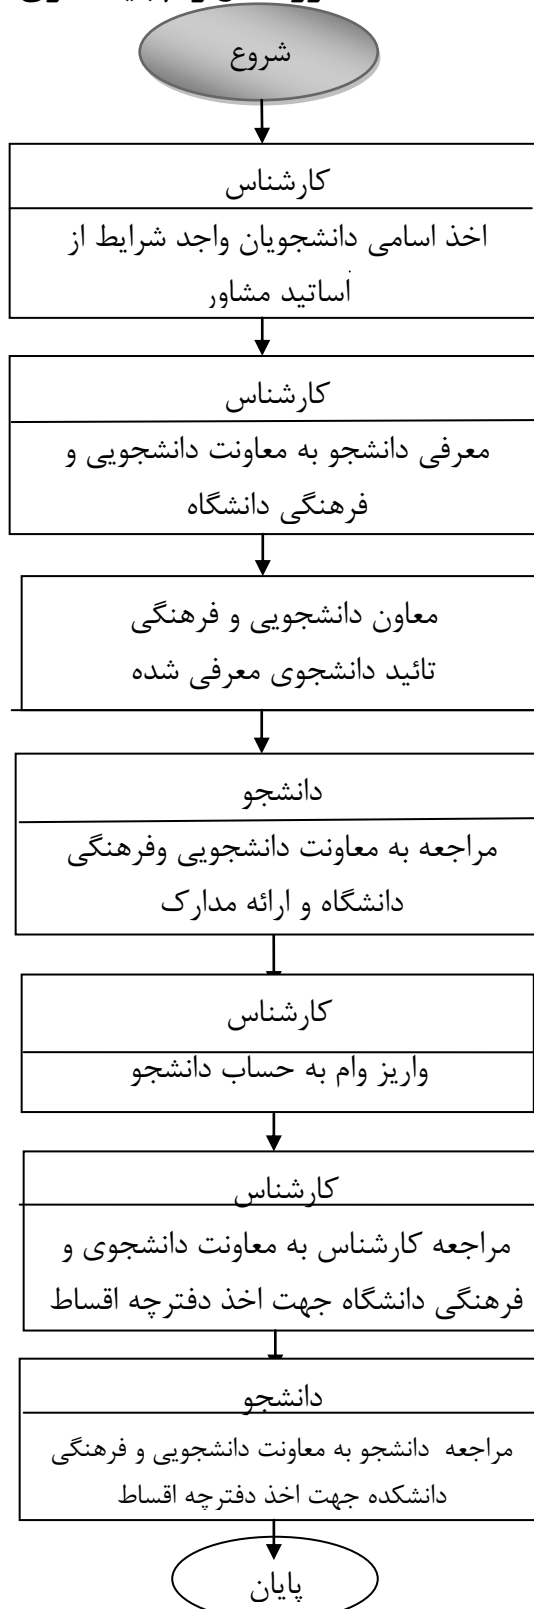 شروع
کارشناس
اخذ اسامی دانشجویان واجد شرایط از
اساتید مشاور
کارشناس
معرفی دانشجو به معاونت دانشجویی و
فرهنگی دانشگاه
معاون دانشجویی و فرهنگی
تائید دانشجوی معرفی شده
دانشجو
مراجعه به معاونت دانشجویی وفرهنگی
دانشگاه و ارائه مدارک
کارشناس
واریز وام به حساب دانشجو
کارشناس
مراجعه کارشناس به معاونت دانشجوی و
فرهنگی دانشگاه جهت اخذ دفترچه اقساط
دانشجو
مراجعه دانشجو به معاونت دانشجویی و فرهنگی
دانشکده جهت اخذ دفترچه اقساط
پایان